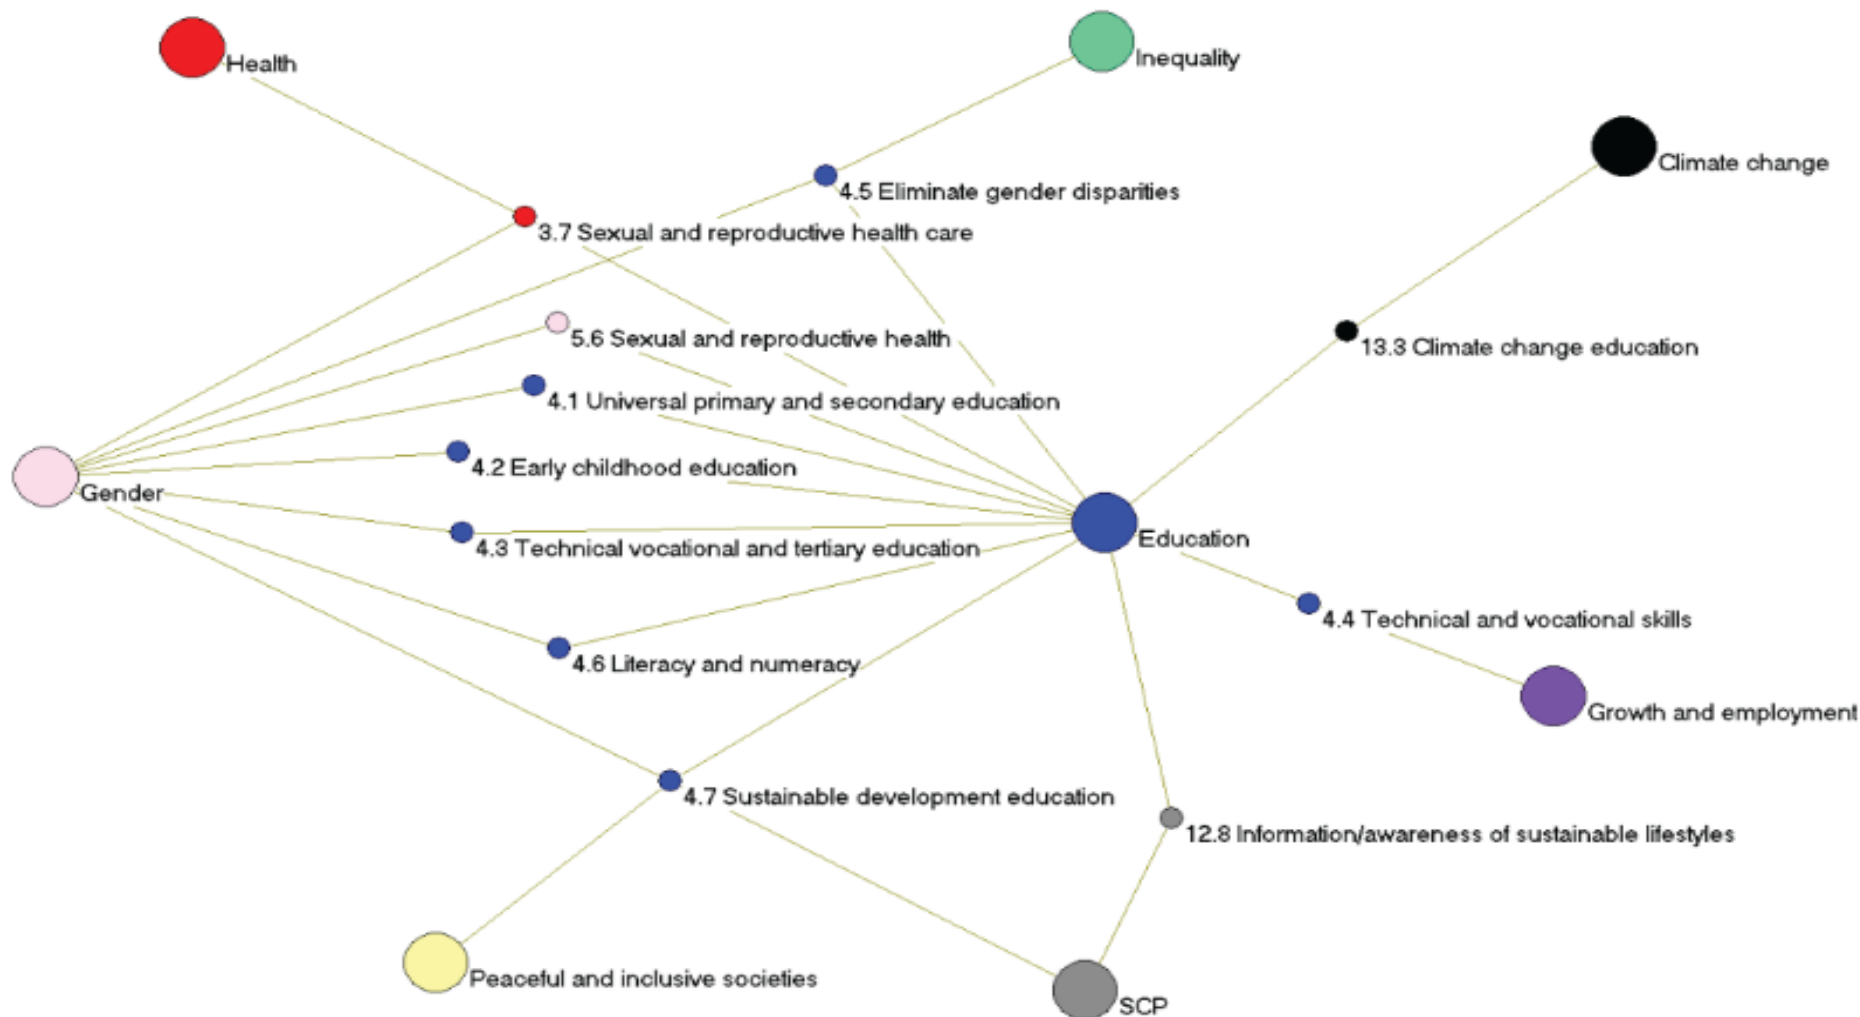 Health
Inequality
Climate change
4.5 Eliminate gender disparities
3.7 Sexual and reproductive health care
5.6 Sexual and reproductive health
13.3 Climate change education
4.1 Universal primary and secondary education
4.2 Early childhood education
Gender
Education
4.3 Technical vocational and tertiary education
4.4 Technical and vocational skills
4.6 Literacy and numeracy
Growth and employment
4.7 Sustainable development education
12.8 Information/awareness of sustainable lifestyles
Peaceful and inclusive societies
SCP